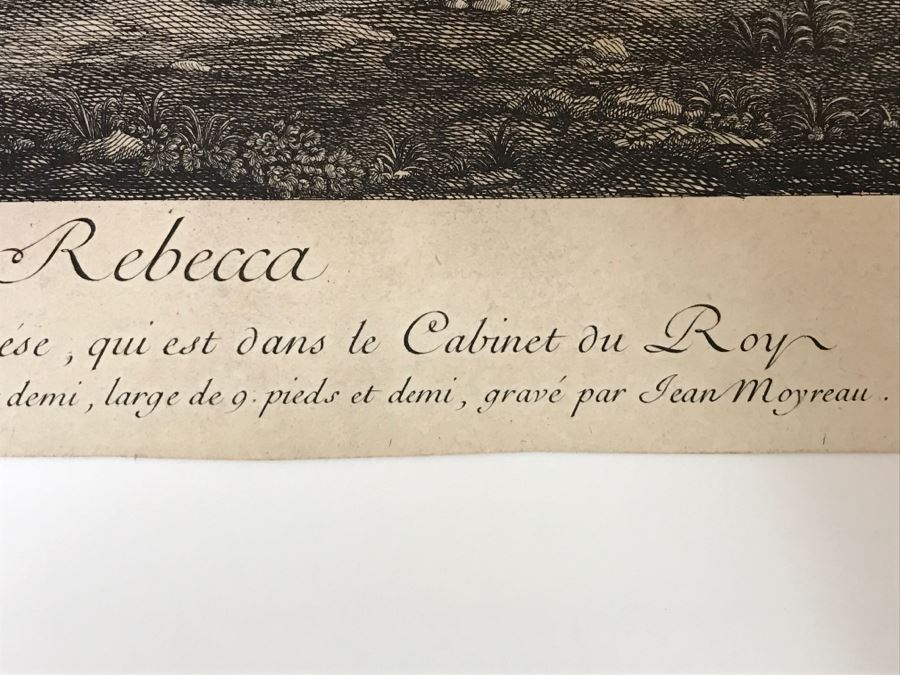 Rebecca
ése, qui est dans le Cabinet du Roy
demi, large de 9. pieds et demi, gravé par Jean Moyreau.